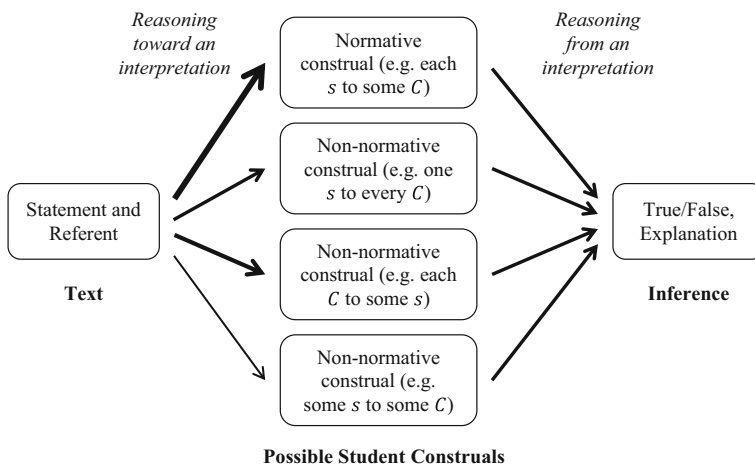 Reasoning
toward an
interpretation
Normative
construal (e.g. each
s to some C)
Reasoning
from an
interpretation
Non-normative
construal (e.g. one
s to every C)
Statement and
Referent
True/False,
Explanation
Non-normative
construal (e.g. each
C to some s)
Text
Inference
Non-normative
construal (e.g.
some s to some C)
Possible Student Construals